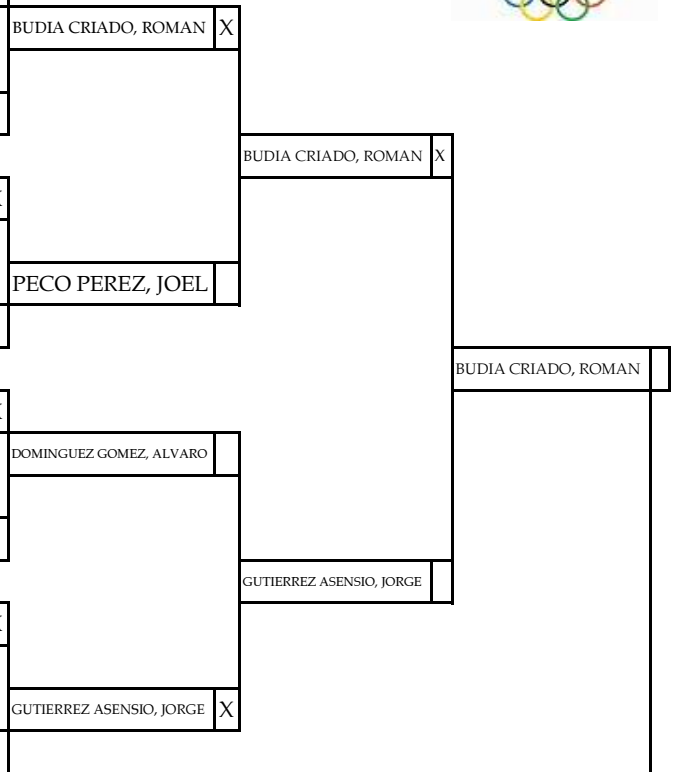 BUDIA CRIADO, ROMAN X
BUDIA CRIADO, ROMAN X
PECO PEREZ, JOEL
BUDIA CRIADO, ROMAN
DOMINGUEZ GOMEZ, ALVARO
GUTIERREZ ASENSIO, JORGE
GUTIERREZ ASENSIO, JORGE X